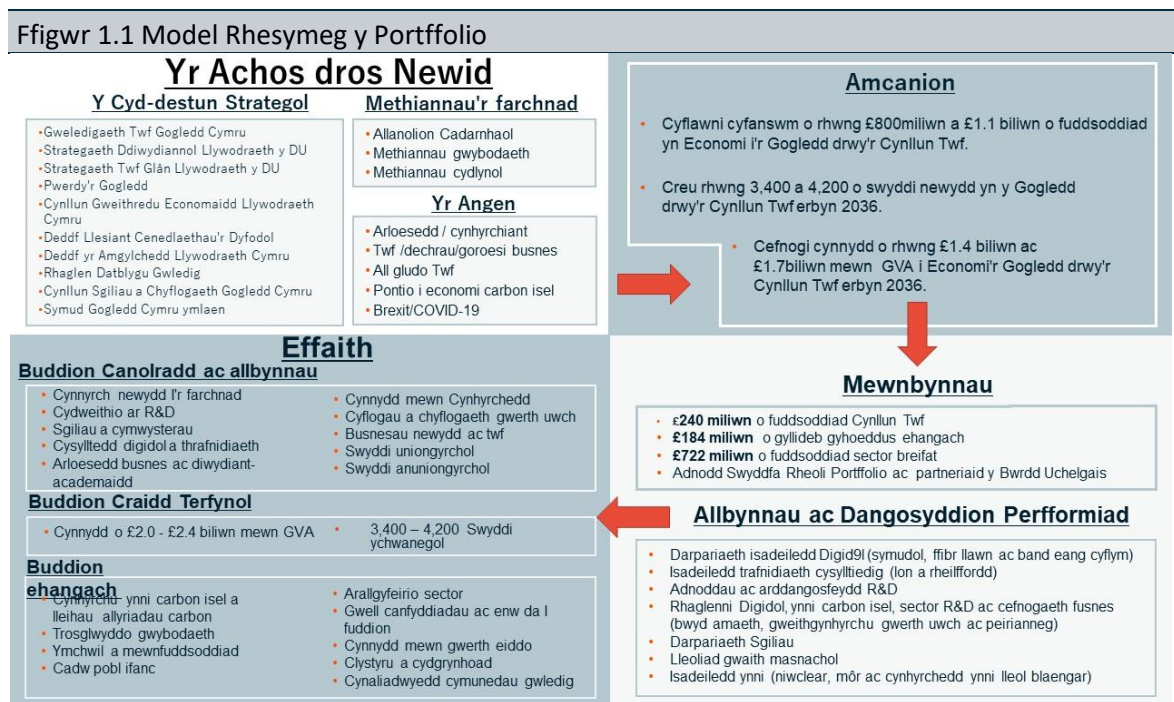 Ffigwr 1.1 Model Rhesymeg y Portffolio
Yr Achos dros Newid
Y Cyd-destun Strategol
•Gweledigaeth Twf Gogledd Cymru
•Strategaeth Ddiwydiannol Llywodraeth y DU
•Strategaeth Twf Glân Llywodraeth y DU
•Pwerdy'r Gogledd
•Cynllun Gweithredu Economaidd Llywodraeth
Cymru
•Deddf Llesiant Cenedlaethau'r Dyfodol
•Deddf yr Amgylchedd Llywodraeth Cymru
•Rhaglen Datblygu Gwledig
•Cynllun Sgiliau a Chyflogaeth Gogledd Cymru
•Symud Gogledd Cymru ymlaen
Methiannau'r farchnad
• Allanolion Cadarnhaol
• Methiannau gwybodaeth
• Methiannau cydlynol
Yr Angen
• Arloesedd / cynhyrchiant
• Twf /dechrau/goroesi busnes
• All gludo Twf
• Pontio i economi carbon isel
• Brexit/COVID-19
Amcanion
• Cyflawni cyfanswm o rhwng £800miliwn a £1.1 biliwn o fuddsoddiad
yn Economi i'r Gogledd drwy'r Cynllun Twf.
• Creu rhwng 3,400 a 4,200 o swyddi newydd yn y Gogledd
drwy'r Cynllun Twf erbyn 2036.
• Cefnogi cynnydd o rhwng £1.4 biliwn ac
£1.7biliwn mewn GVA i Economi'r Gogledd drwy'r
Cynllun Twf erbyn 2036.
Mewnbynnau
• £240 miliwn o fuddsoddiad Cynllun Twf
• £184 miliwn o gyllideb gyhoeddus ehangach
• £722 miliwn o fuddsoddiad sector breifat
• Adnodd Swyddfa Rheoli Portffolio ac partneriaid y Bwrdd Uchelgais
Allbynnau ac Dangosyddion Perfformiad
• Darpariaeth isadeiledd Digid9l (symudol, ffibr llawn ac band eang cyflym)
• Isadeiledd trafnidiaeth cysylltiedig (lon a rheilffordd)
• Adnoddau ac arddangosfeydd R&D
• Rhaglenni Digidol, ynni carbon isel, sector R&D ac cefnogaeth fusnes
(bwyd amaeth, gweithgynhyrchu gwerth uwch ac peirianneg)
• Darpariaeth Sgiliau
• Lleoliad gwaith masnachol
• Isadeiledd ynni (niwclear, môr ac cynhyrchedd ynni lleol blaengar)
Effaith
Buddion Canolradd ac allbynnau
• Cynnyrch newydd I'r farchnad
• Cydweithio ar R&D
• Sgiliau a cymwysterau
• Cysylltedd digidol a thrafnidiaeth
• Arloesedd busnes ac diwydiant-
academaidd
• Cynnydd mewn Cynhyrchedd
• Cyflogau a chyflogaeth gwerth uwch
• Busnesau newydd ac twf
• Swyddi uniongyrchol
• Swyddi anuniongyrchol
Buddion Craidd Terfynol
• Cynnydd o £2.0 - £2.4 biliwn mewn GVA
• 3,400 – 4,200 Swyddi
ychwanegol
Buddion
ehangach
• Cynhyrchu ynni carbon isel a
lleihau allyriadau carbon
• Trosglwyddo gwybodaeth
• Ymchwil a mewnfuddsoddiad
• Cadw pobl ifanc
• Arallgyfeirio sector
• Gwell canfyddiadau ac enw da I
fuddion
• Cynnydd mewn gwerth eiddo
• Clystyru a cydgrynhoad
• Cynaliadwyedd cymunedau gwledig